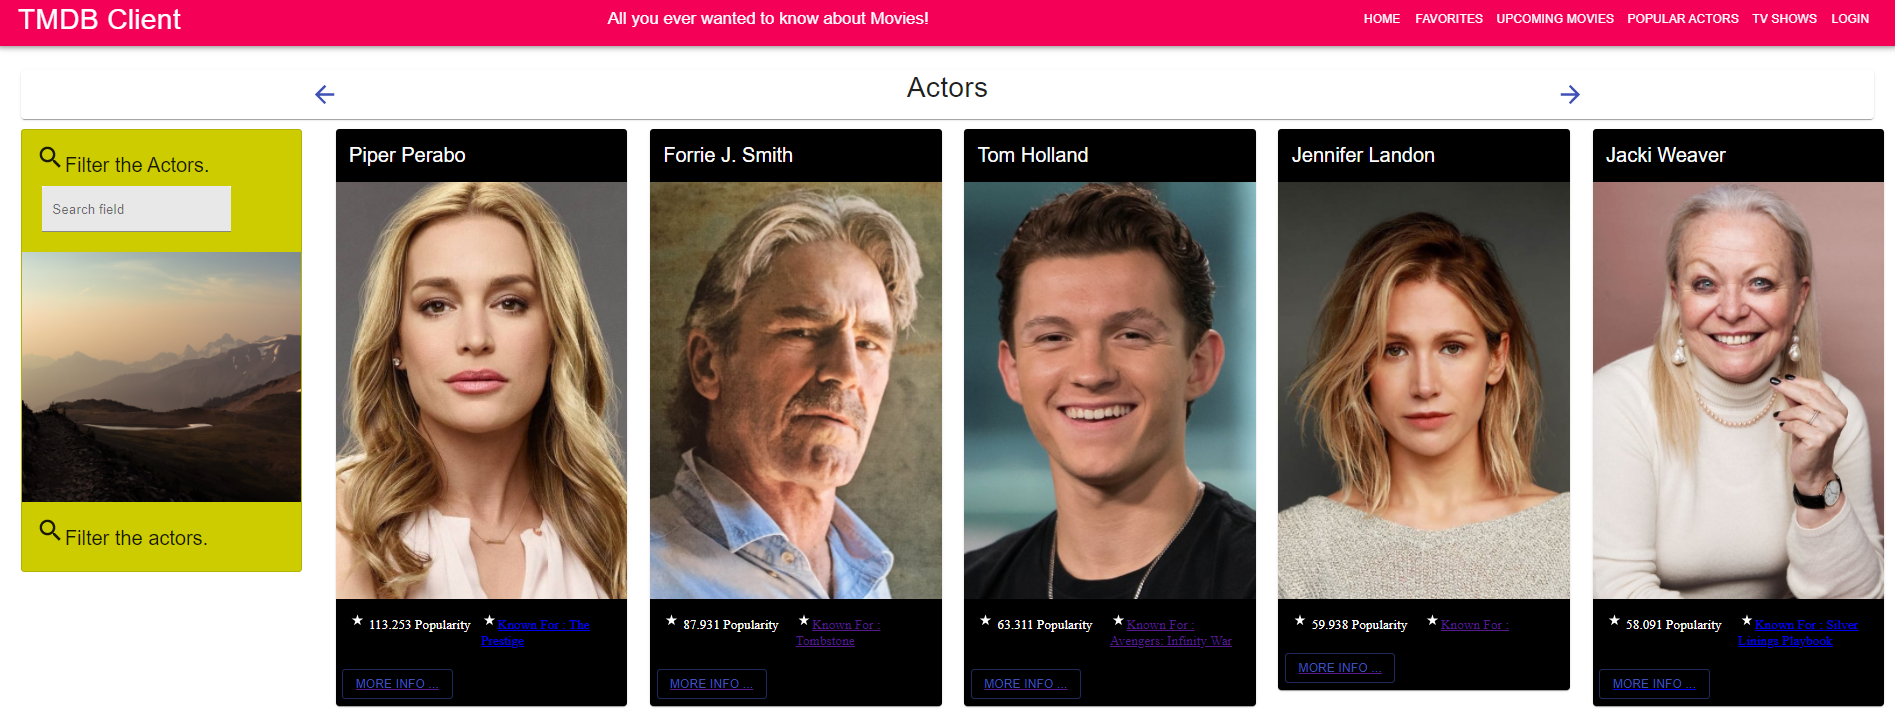 TMDB Client
All you ever wanted to know about Movies!
HOME FAVORITES UPCOMING MOVIES POPULAR ACTORS TV SHOWS LOGIN
Actors
Filter the Actors.
Search field
Filter the actors.
Piper Perabo
113.253 Popularity
Known For : The
Prestige
MORE INFO ...
Forrie J. Smith
87.931 Popularity
Known For :
Tombstone
MORE INFO ...
Tom Holland
63.311 Popularity
Known For :
Avengers: Infinity War
MORE INFO ...
Jennifer Landon
59.938 Popularity
Known For :
MORE INFO ...
Jacki Weaver
58.091 Popularity
Known For : Silver
Linings Playbook
MORE INFO ...